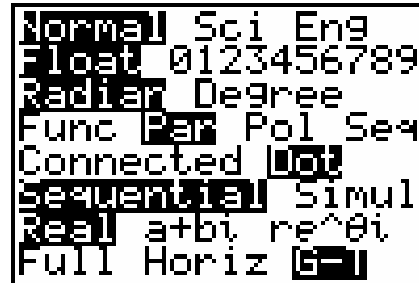 Normal Sci Eng
Float 0123456789
Radian Degree
Func Par Pol Seq
Connected Dot
Sequential Simul
Real a+bi re^θi
Full Horiz G-T